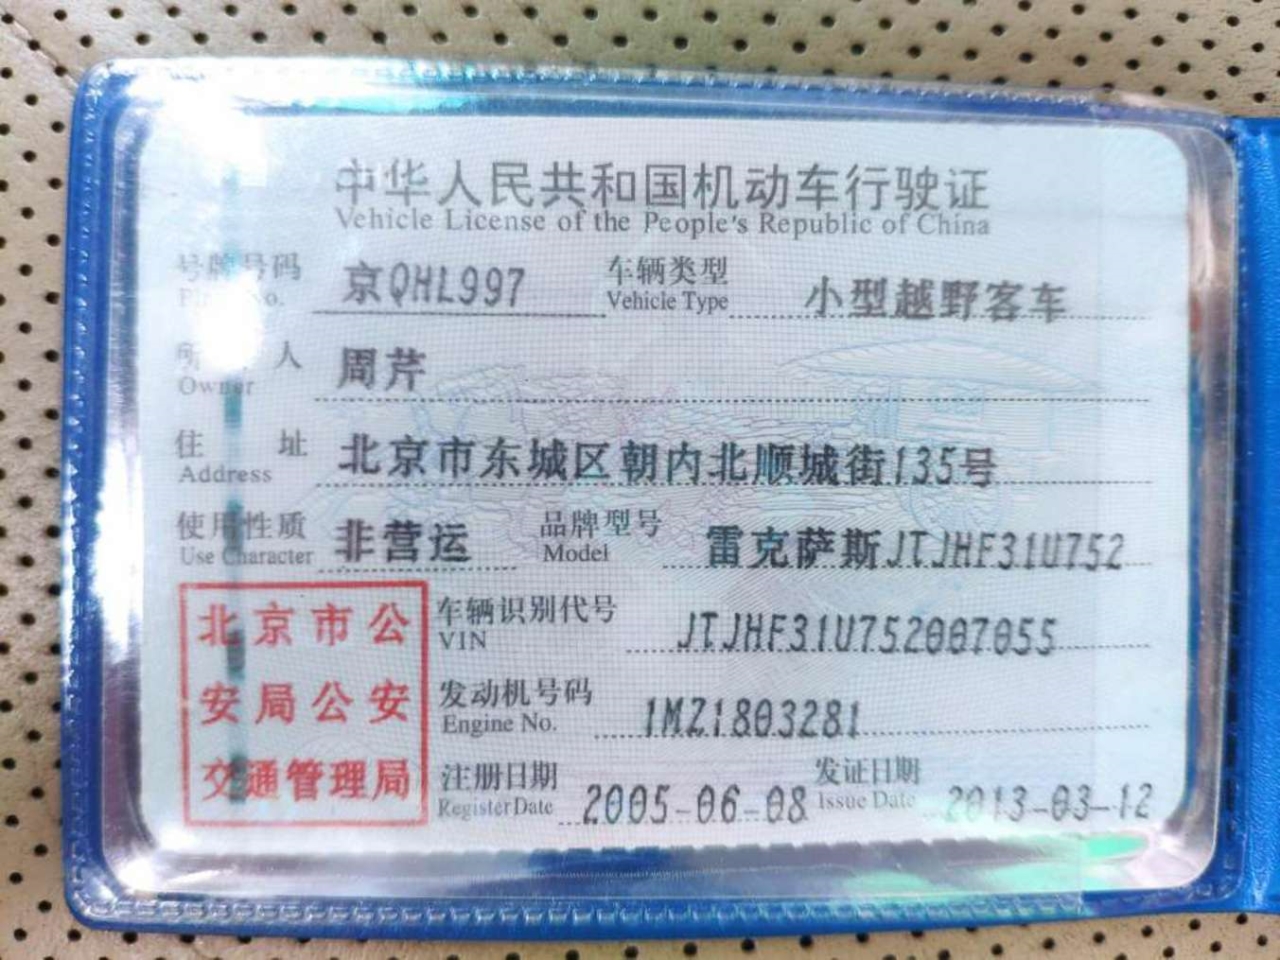 中华人民共和国机动车行驶证
Vehicle License of the People's Republic of China
号牌号码 京QHL997 车辆类型 小型越野客车
Plate No. Vehicle Type
所 人 周芹
Owner
住 址 北京市东城区朝内北顺城街135号
Address
使用性质 非营运 品牌型号 雷克萨斯JTJHF31U752
Use Character Model
北京市公
安局公安
交通管理局
车辆识别代号 JTJHF31U752007055
VIN
发动机号码 1MZ1803281
Engine No.
注册日期 2005-06-08 发证日期 2013-03-12
Register Date Issue Date